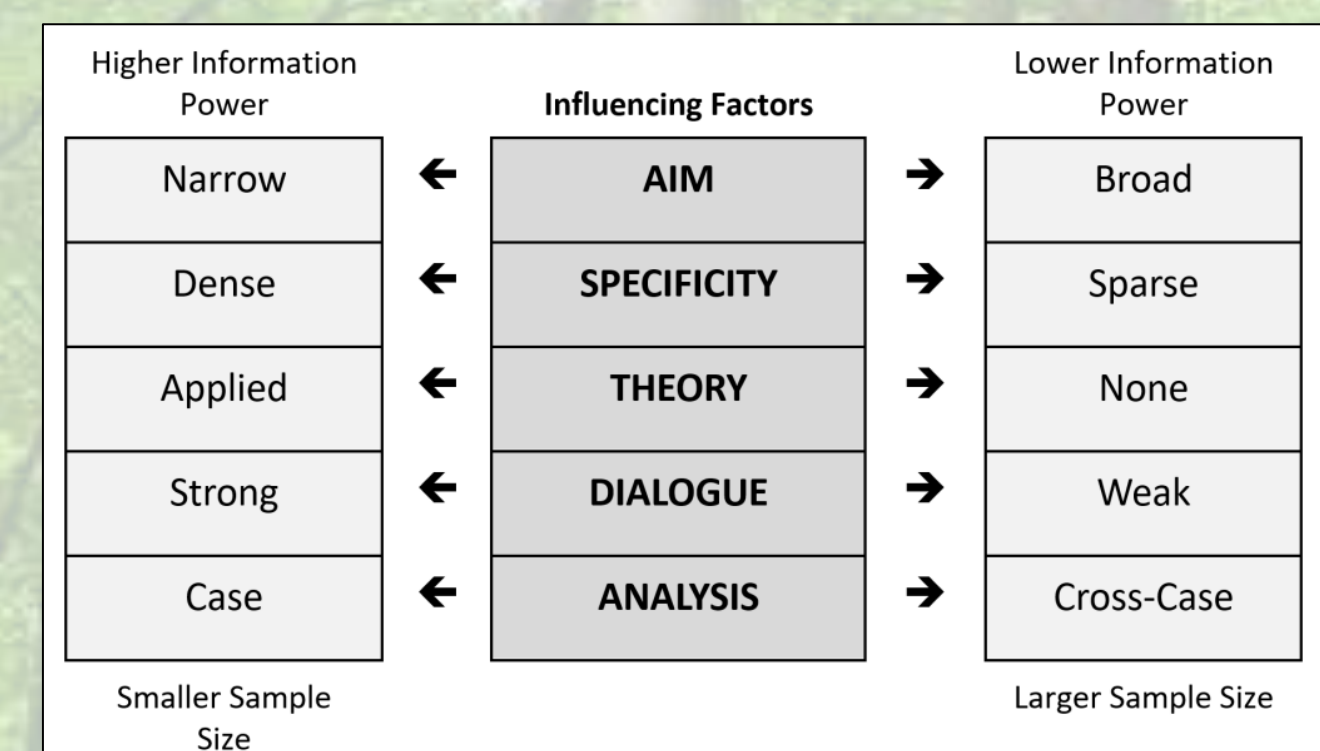 Higher Information
Power
Influencing Factors
Lower Information
Power
Narrow
←
AIM
→
Broad
Dense
←
SPECIFICITY
→
Sparse
Applied
←
THEORY
→
None
Strong
←
DIALOGUE
→
Weak
Case
←
ANALYSIS
→
Cross-Case
Smaller Sample
Size
Larger Sample Size